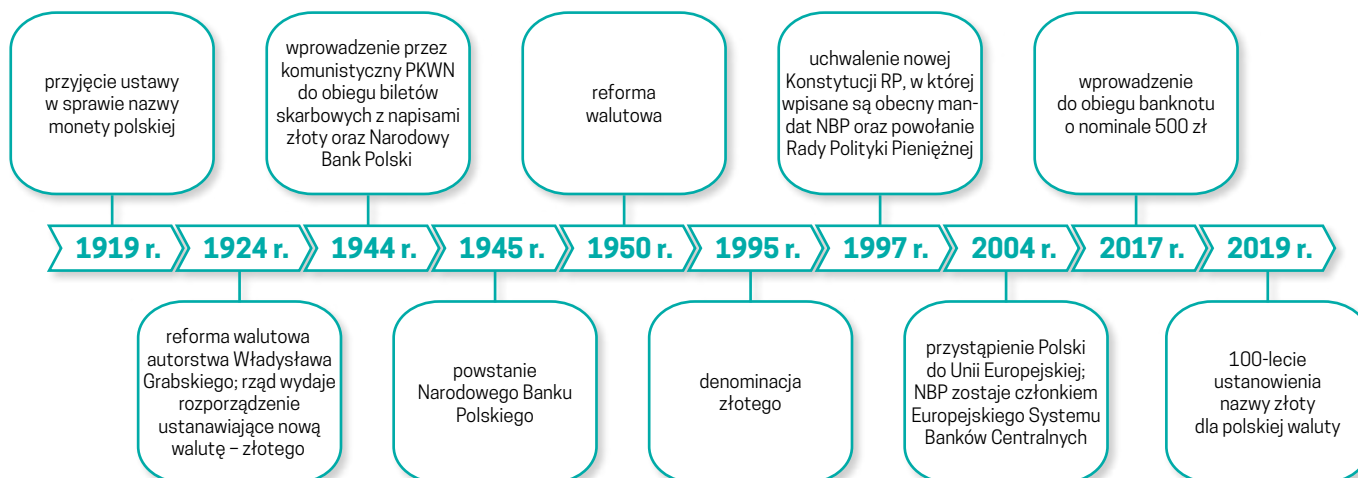 przyjęcie ustawy
w sprawie nazwy
monety polskiej
wprowadzenie przez
komunistyczny PKWN
do obiegu biletów
skarbowych z napisami
złoty oraz Narodowy
Bank Polski
reforma
walutowa
uchwalenie nowej
Konstytucji RP, w której
wpisane są obecny man-
dat NBP oraz powołanie
Rady Polityki Pieniężnej
wprowadzenie
do obiegu banknotu
o nominale 500 zł
1919 r. 1924 r. 1944 r. 1945 r. 1950 r. 1995 r. 1997 r. 2004 r. 2017 r. 2019 r.
reforma walutowa
autorstwa Władysława
Grabskiego; rząd wydaje
rozporządzenie
ustanawiające nową
walutę – złotego
powstanie
Narodowego Banku
Polskiego
denominacja
złotego
przystąpienie Polski
do Unii Europejskiej;
NBP zostaje członkiem
Europejskiego Systemu
Banków Centralnych
100-lecie
ustanowienia
nazwy złoty
dla polskiej waluty